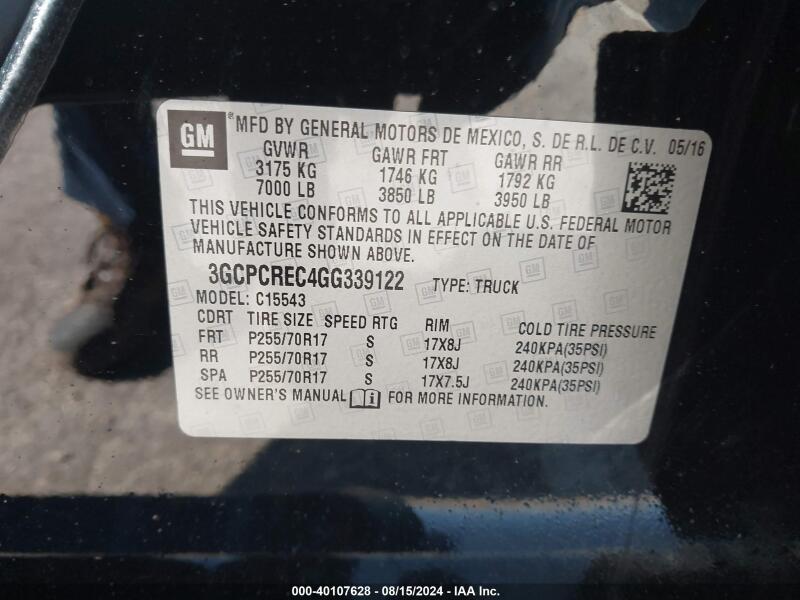 GM ® MFD BY GENERAL MOTORS DE MEXICO, S. DE R.L. DE C.V. 05/16
GVWR GAWR FRT GAWR RR
3175 KG 1746 KG 1792 KG
7000 LB 3850 LB 3950 LB
THIS VEHICLE CONFORMS TO ALL APPLICABLE U.S. FEDERAL MOTOR
VEHICLE SAFETY STANDARDS IN EFFECT ON THE DATE OF
MANUFACTURE SHOWN ABOVE.
3GCPCREC4GG339122 TYPE: TRUCK
MODEL: C15543
CDRT TIRE SIZE SPEED RTG RIM COLD TIRE PRESSURE
FRT P255/70R17 S 17X8J 240KPA(35PSI)
RR P255/70R17 S 17X8J 240KPA(35PSI)
SPA P255/70R17 S 17X7.5J 240KPA(35PSI)
SEE OWNER'S MANUAL i FOR MORE INFORMATION.
000-40107628 - 08/15/2024 - IAA Inc.